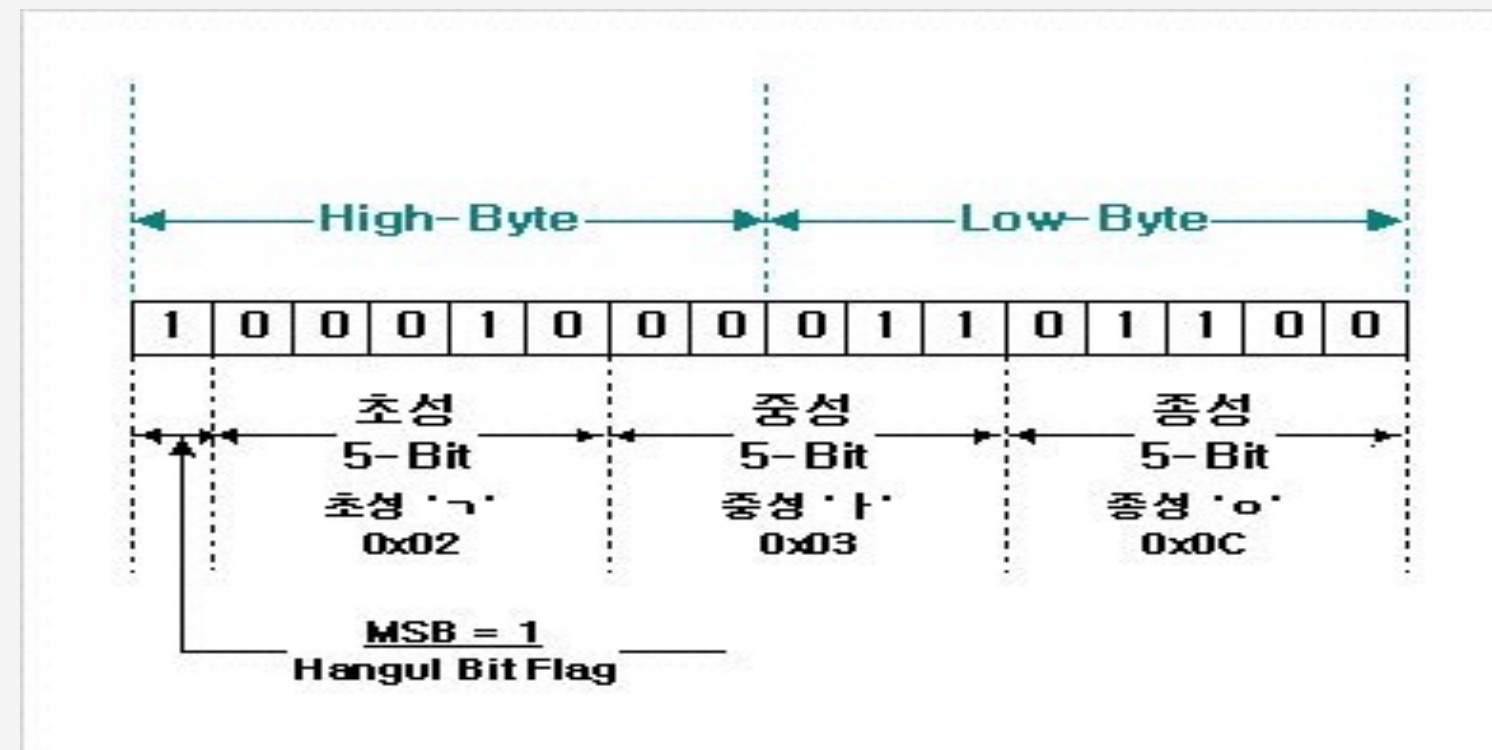 High-Byte Low-Byte
1 0 0 0 1 0 0 0 0 1 1 0 1 1 0 0
초성 중성 종성
5-Bit 5-Bit 5-Bit
초성 'ㄱ' 중성 'ㅏ' 종성 'ㅇ'
0x02 0x03 0x0C
MSB = 1
Hangul Bit Flag